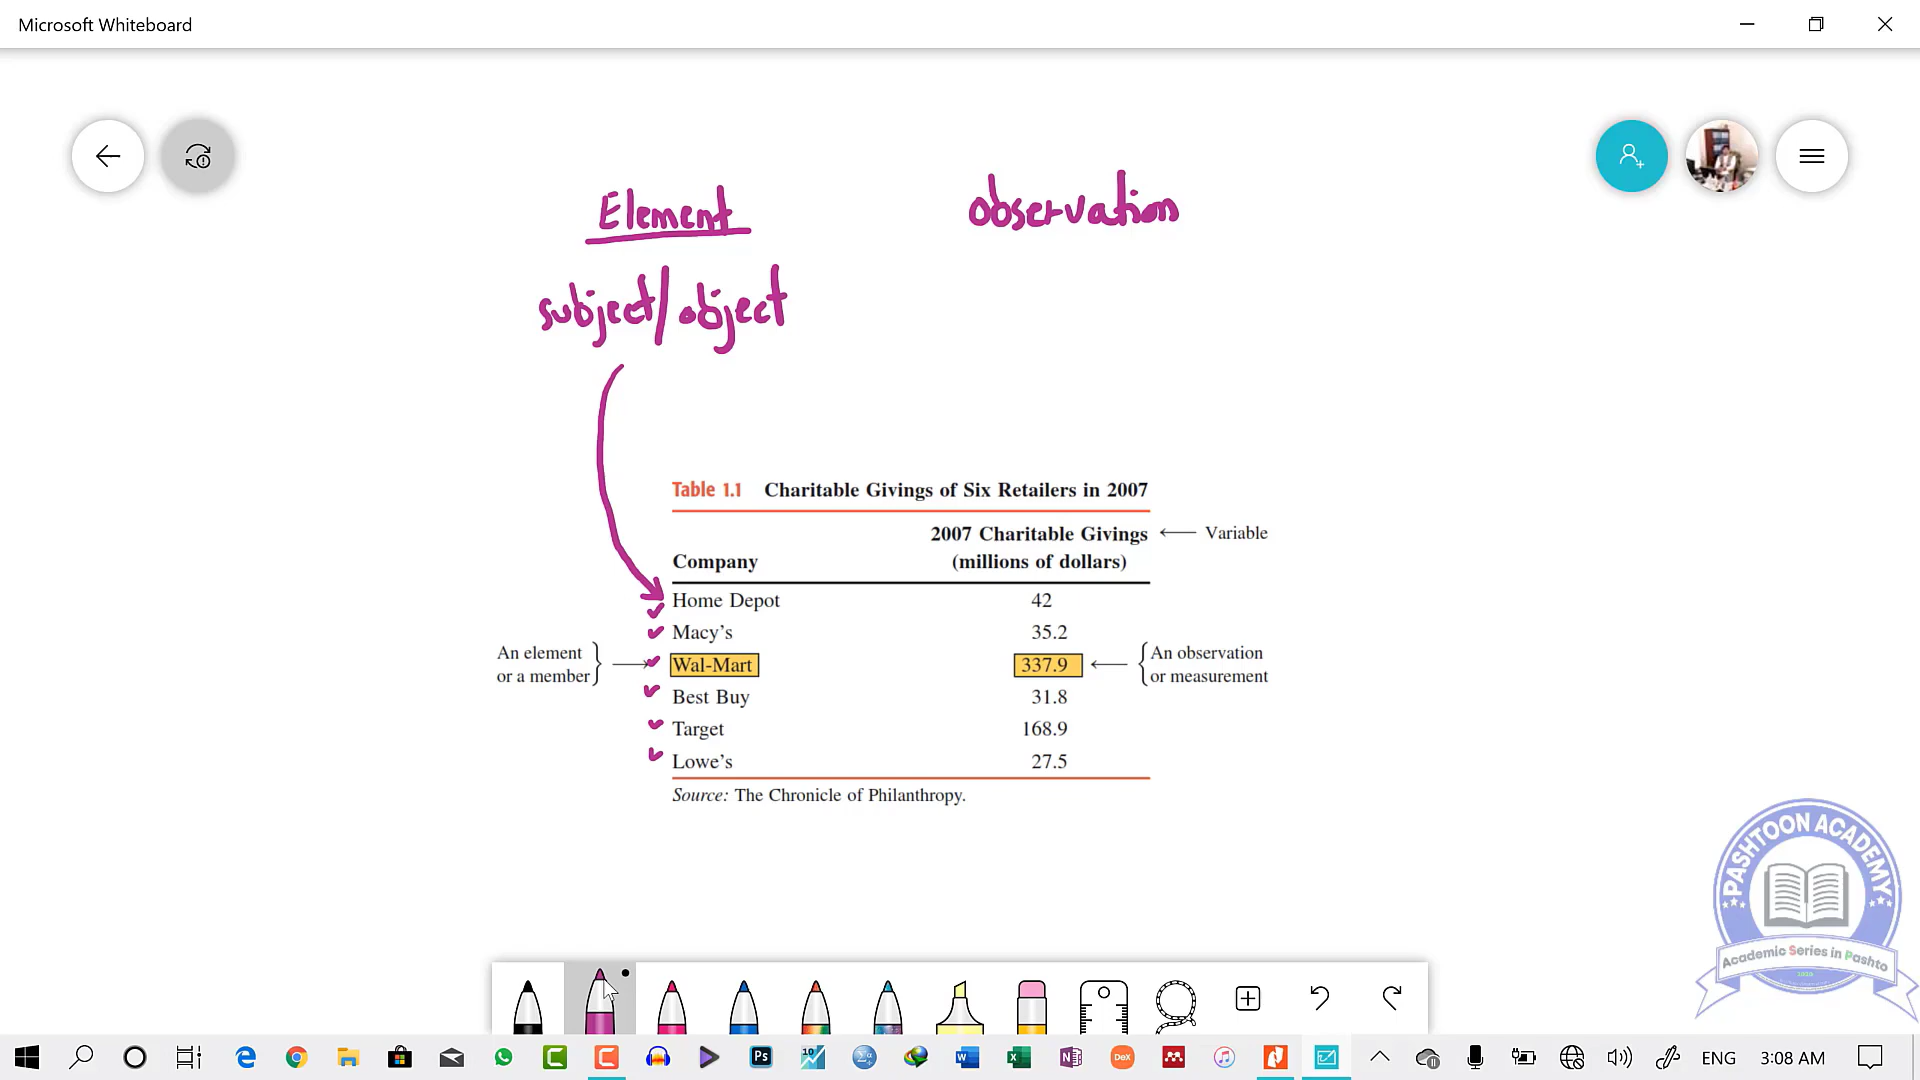 Microsoft Whiteboard
Element
observation
subject/object
Table 1.1 Charitable Givings of Six Retailers in 2007
2007 Charitable Givings
Variable
Company
(millions of dollars)
Home Depot 42
Macy's 35.2
An element
or a member
Wal-Mart 337.9
An observation
or measurement
Best Buy 31.8
Target 168.9
Lowe's 27.5
Source: The Chronicle of Philanthropy.
PASHTOON ACADEMY
Academic Series in Pashto
ENG
3:08 AM